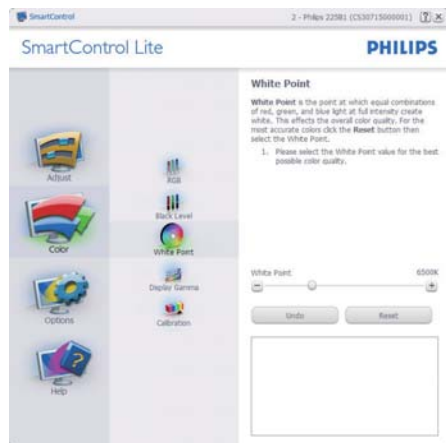 SmartControl
2 - Philips 225B1 (CS30715000001)
SmartControl Lite
PHILIPS
Adjust
Color
Options
Help
RGB
Black Level
White Point
Display Gamma
Calibration
White Point
White Point is the point at which equal combinations
of red, green, and blue light at full intensity create
white. This effects the overall color quality. For the
most accurate colors click the Reset button then
select the White Point.
1. Please select the White Point value for the best
possible color quality.
White Point 6500K
Undo Reset